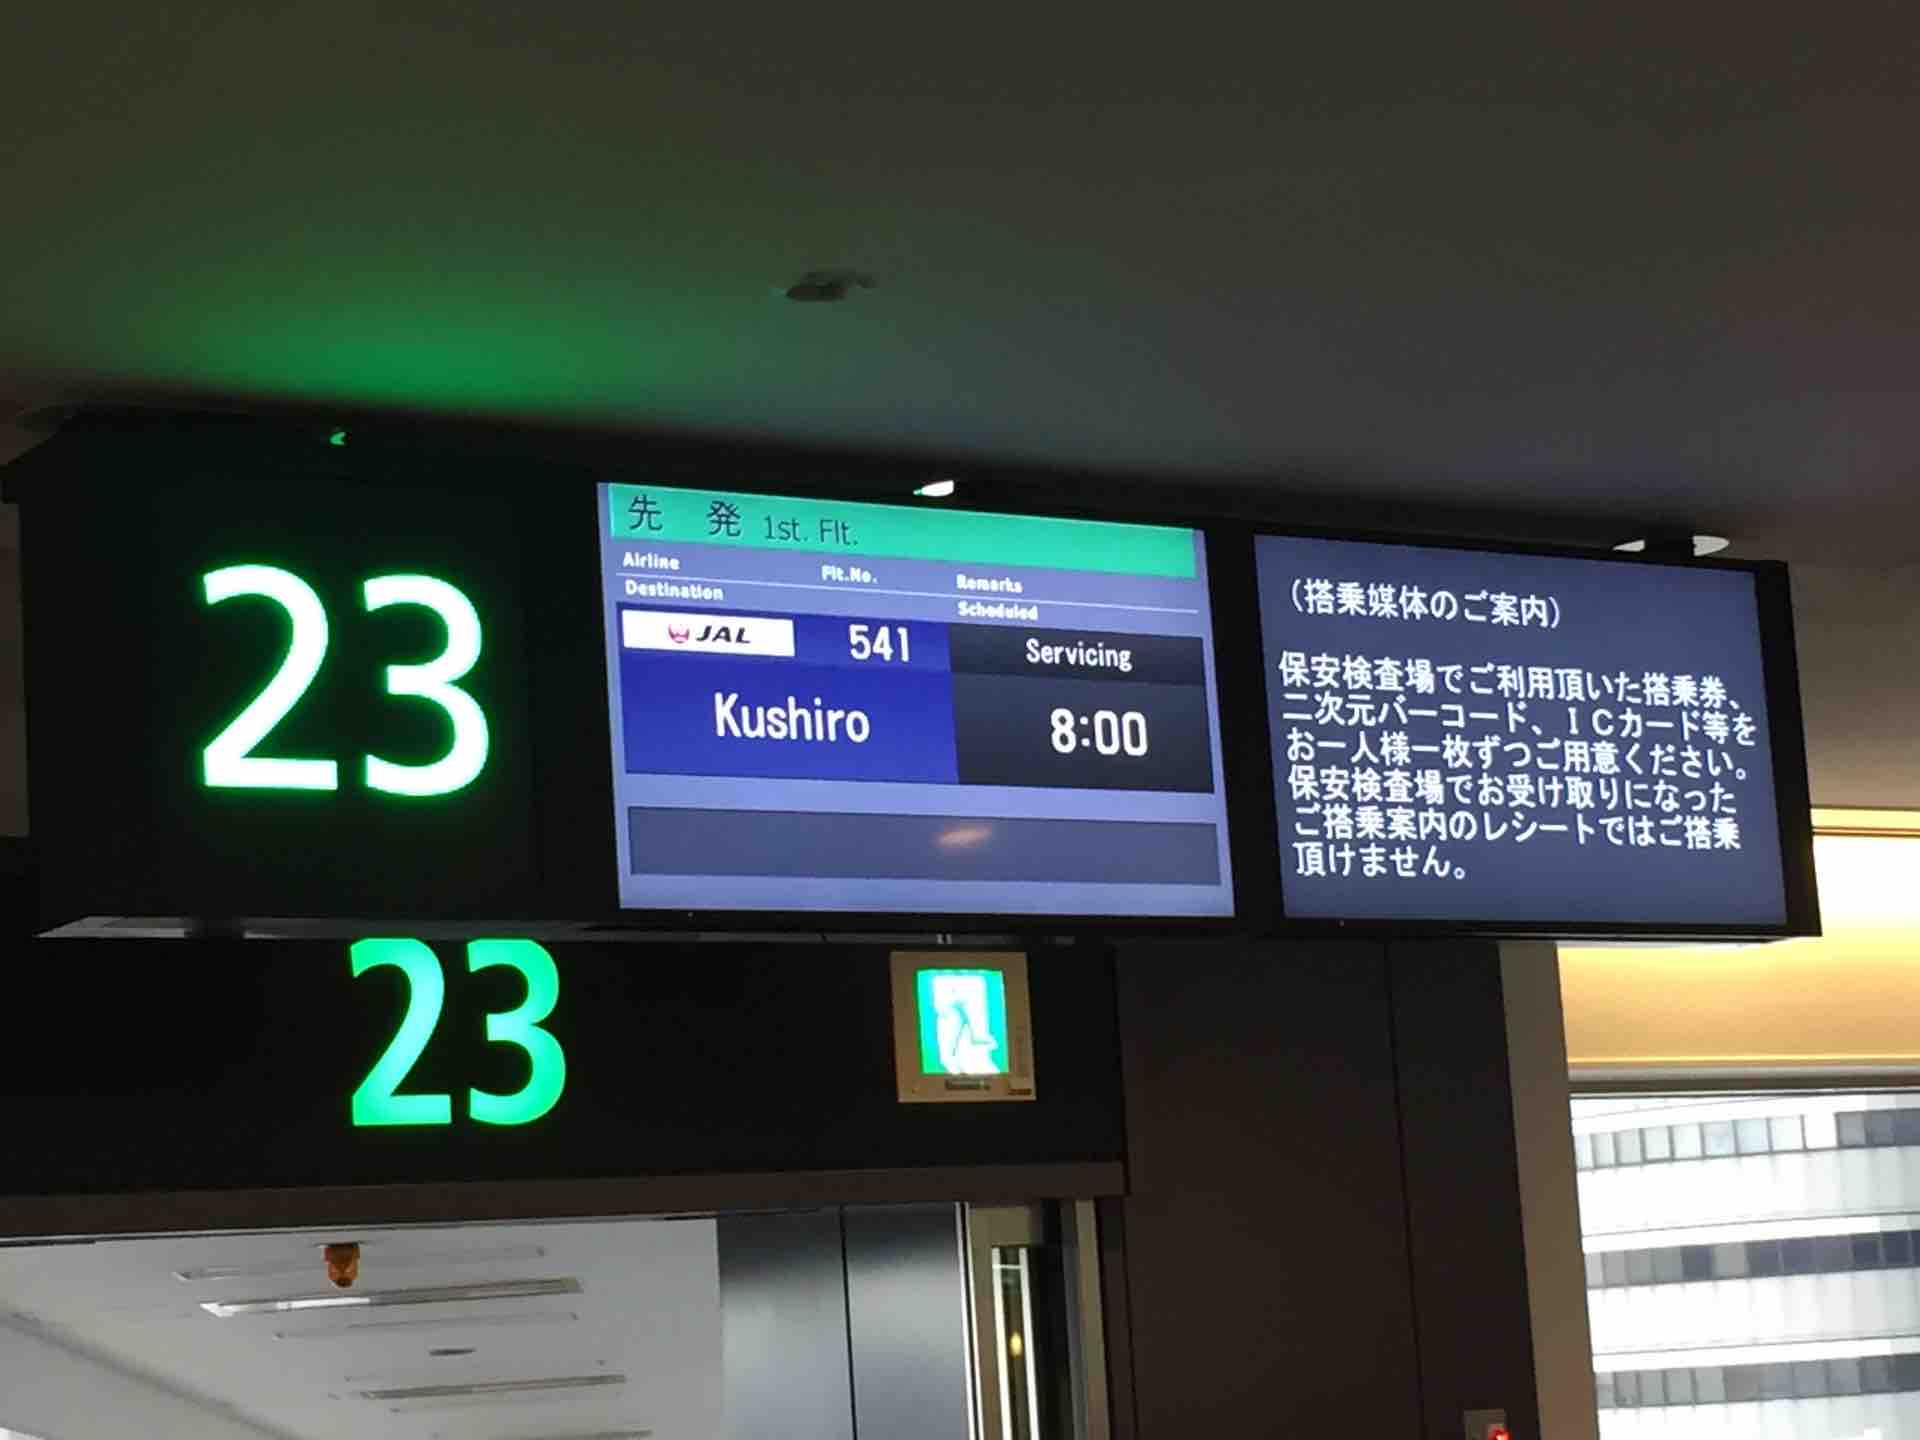 23
先 発 1st. Flt.
Airline Flt.No. Remarks
Destination Scheduled
JAL 541 Servicing
Kushiro 8:00
(搭乗媒体のご案内)
保安検査場でご利用頂いた搭乗券、
二次元バーコード、ICカード等を
お一人様一枚ずつご用意ください。
保安検査場でお受け取りになった
ご搭乗案内のレシートではご搭乗
頂けません。
23